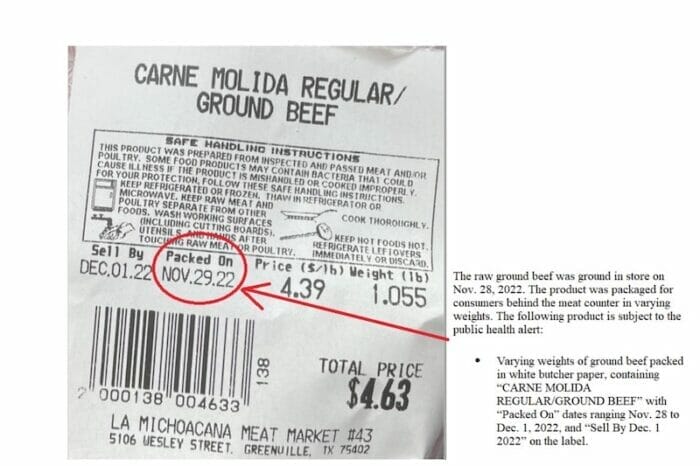 CARNE MOLIDA REGULAR/
GROUND BEEF
SAFE HANDLING INSTRUCTIONS
THIS PRODUCT WAS PREPARED FROM INSPECTED AND PASSED MEAT AND/OR
POULTRY. SOME FOOD PRODUCTS MAY CONTAIN BACTERIA THAT COULD
CAUSE ILLNESS IF THE PRODUCT IS MISHANDLED OR COOKED IMPROPERLY.
FOR YOUR PROTECTION, FOLLOW THESE SAFE HANDLING INSTRUCTIONS.
KEEP REFRIGERATED OR FROZEN. THAW IN REFRIGERATOR OR
MICROWAVE. KEEP RAW MEAT AND
POULTRY SEPARATE FROM OTHER
FOODS. WASH WORKING SURFACES
(INCLUDING CUTTING BOARDS),
UTENSILS AND HANDS AFTER
TOUCHING RAW MEAT OR POULTRY.
COOK THOROUGHLY.
KEEP HOT FOODS HOT.
REFRIGERATE LEFTOVERS
IMMEDIATELY OR DISCARD.
Sell By Packed On Price ($/lb) Weight (lb)
DEC.01.22 NOV.29.22 4.39 1.055
138
TOTAL PRICE
$4.63
2 000138 004633
LA MICHOACANA MEAT MARKET #43
5106 WESLEY STREET. GREENVILLE, TX 75402
The raw ground beef was ground in store on
Nov. 28, 2022. The product was packaged for
consumers behind the meat counter in varying
weights. The following product is subject to the
public health alert:
• Varying weights of ground beef packed
in white butcher paper, containing
“CARNE MOLIDA
REGULAR/GROUND BEEF” with
“Packed On” dates ranging Nov. 28 to
Dec. 1, 2022, and “Sell By Dec. 1
2022” on the label.